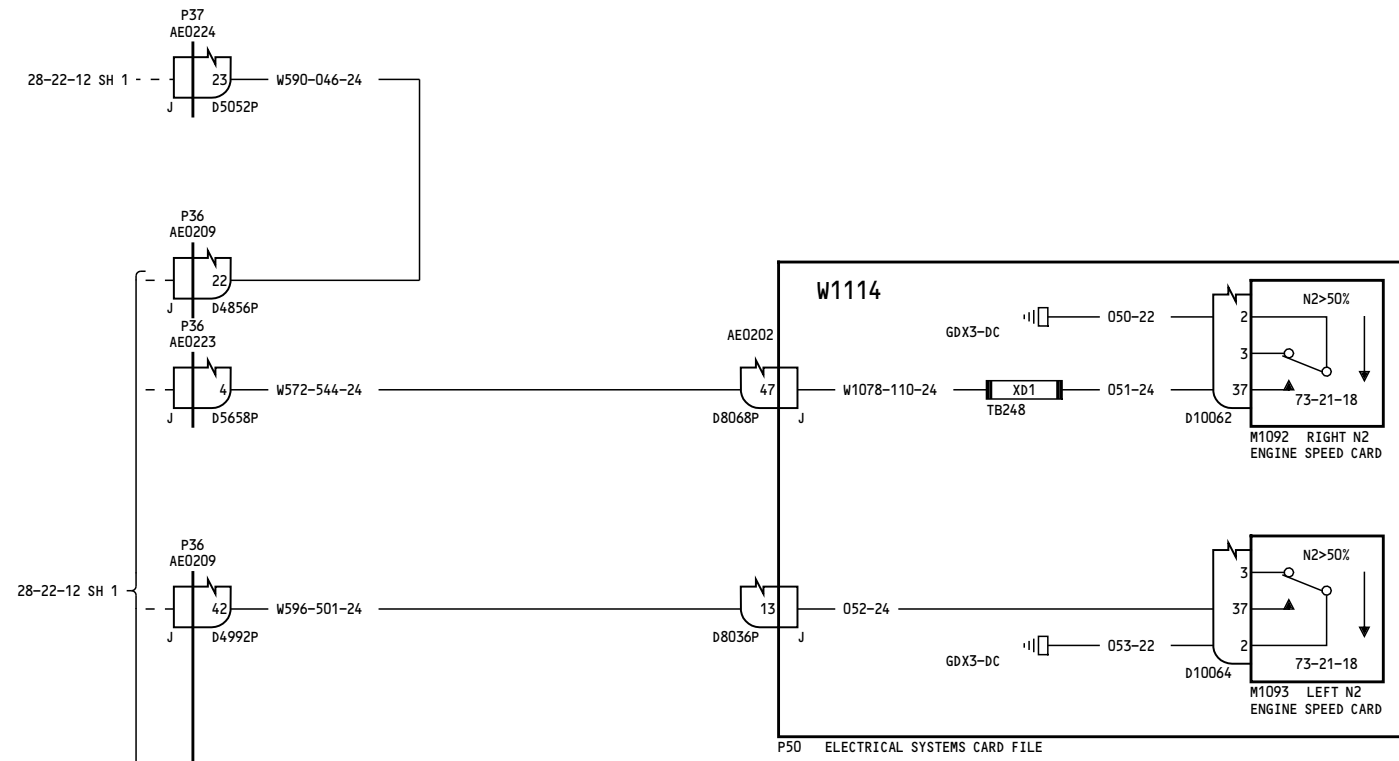 P37
AE0224
28-22-12 SH 1
23
W590-046-24
J
D5052P
P36
AE0209
22
J
D4856P
P36
AE0223
4
W572-544-24
J
D5658P
AE0202
47
D8068P
J
W1114
GDX3-DC
050-22
2
N2>50%
3
W1078-110-24
XD1
TB248
051-24
37
73-21-18
D10062
M1092 RIGHT N2
ENGINE SPEED CARD
28-22-12 SH 1
P36
AE0209
42
W596-501-24
J
D4992P
13
D8036P
J
052-24
3
N2>50%
37
GDX3-DC
053-22
2
73-21-18
D10064
M1093 LEFT N2
ENGINE SPEED CARD
P50 ELECTRICAL SYSTEMS CARD FILE